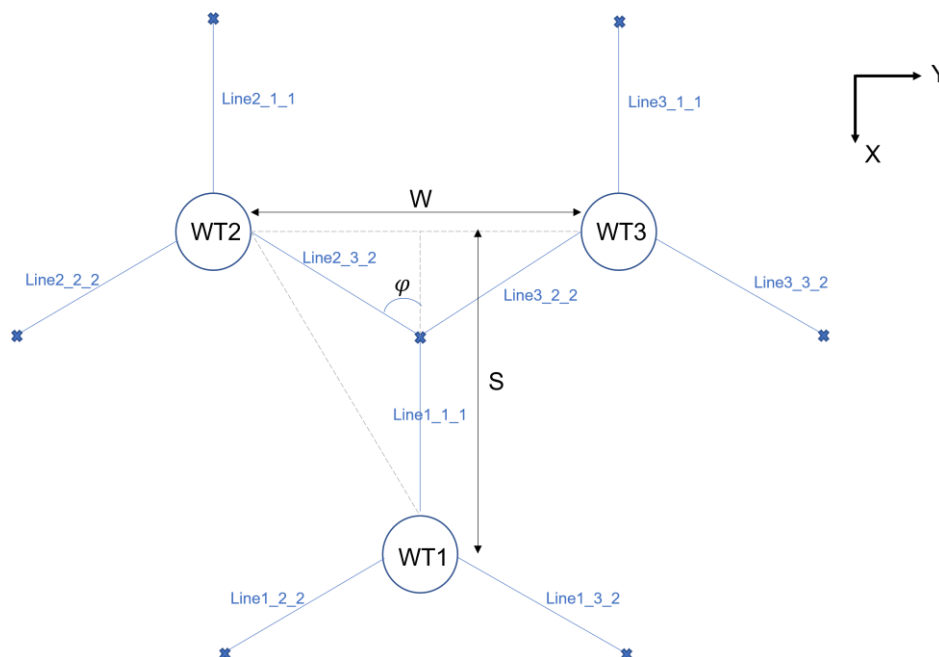 Line2_1_1
Line3_1_1
Y
X
W
WT2
WT3
Line2_3_2
Line2_2_2
φ
Line3_2_2
Line3_3_2
S
Line1_1_1
WT1
Line1_2_2
Line1_3_2